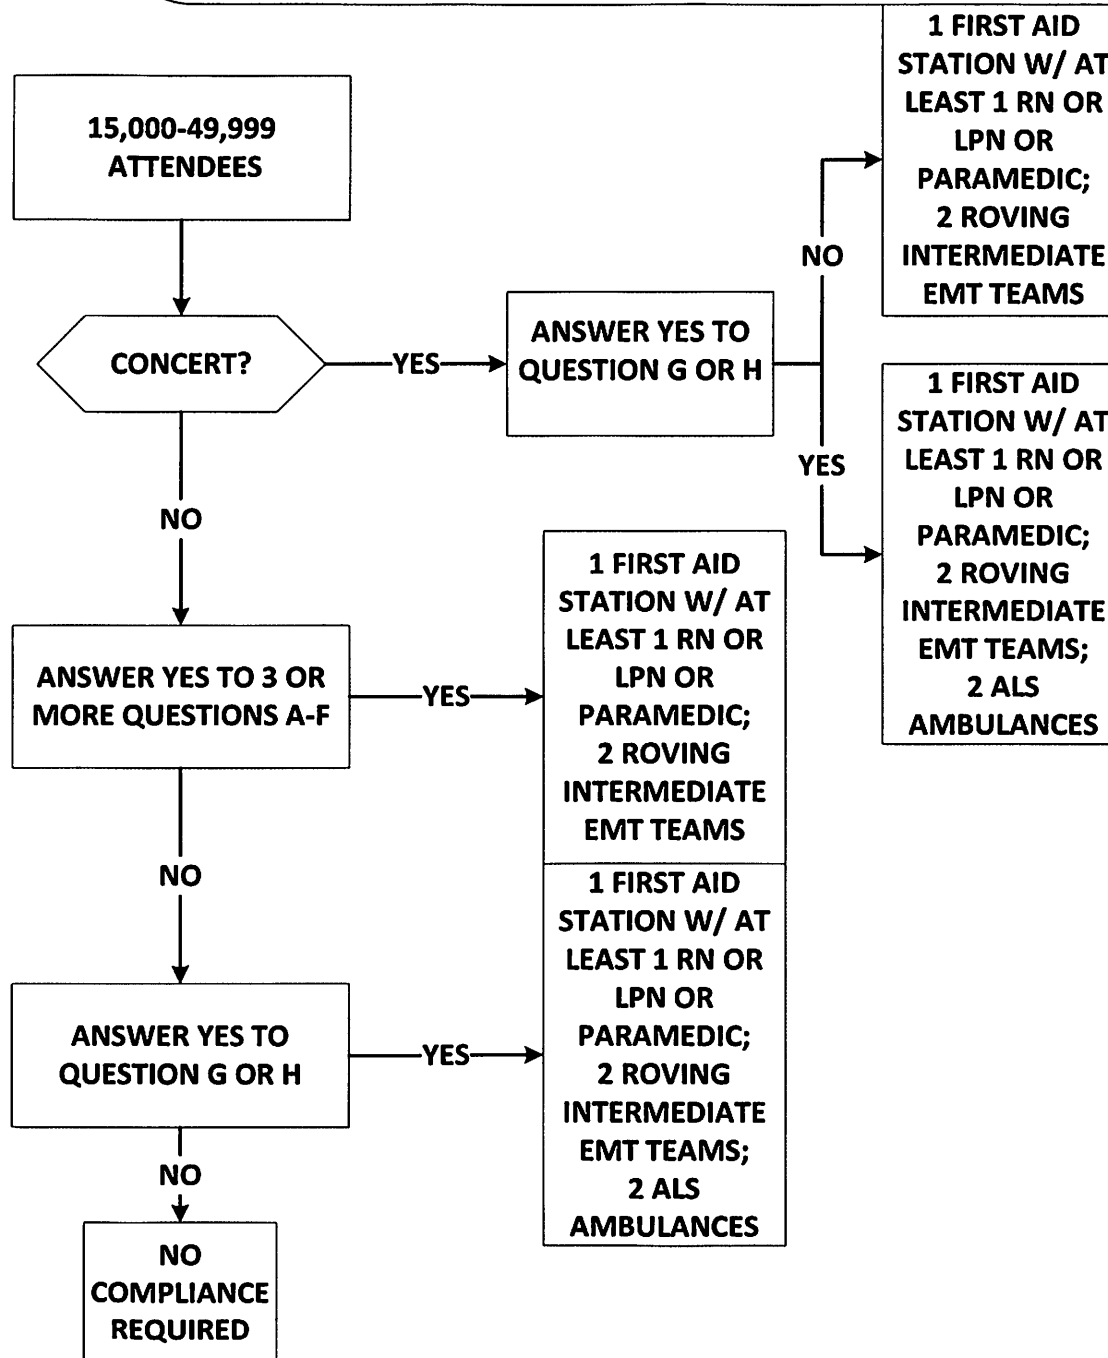 1 FIRST AID
STATION W/ AT
LEAST 1 RN OR
LPN OR
PARAMEDIC;
2 ROVING
INTERMEDIATE
EMT TEAMS
15,000-49,999
ATTENDEES
NO
CONCERT?
YES
ANSWER YES TO
QUESTION G OR H
YES
1 FIRST AID
STATION W/ AT
LEAST 1 RN OR
LPN OR
PARAMEDIC;
2 ROVING
INTERMEDIATE
EMT TEAMS;
2 ALS
AMBULANCES
NO
ANSWER YES TO 3 OR
MORE QUESTIONS A-F
YES
1 FIRST AID
STATION W/ AT
LEAST 1 RN OR
LPN OR
PARAMEDIC;
2 ROVING
INTERMEDIATE
EMT TEAMS
NO
ANSWER YES TO
QUESTION G OR H
YES
1 FIRST AID
STATION W/ AT
LEAST 1 RN OR
LPN OR
PARAMEDIC;
2 ROVING
INTERMEDIATE
EMT TEAMS;
2 ALS
AMBULANCES
NO
NO
COMPLIANCE
REQUIRED